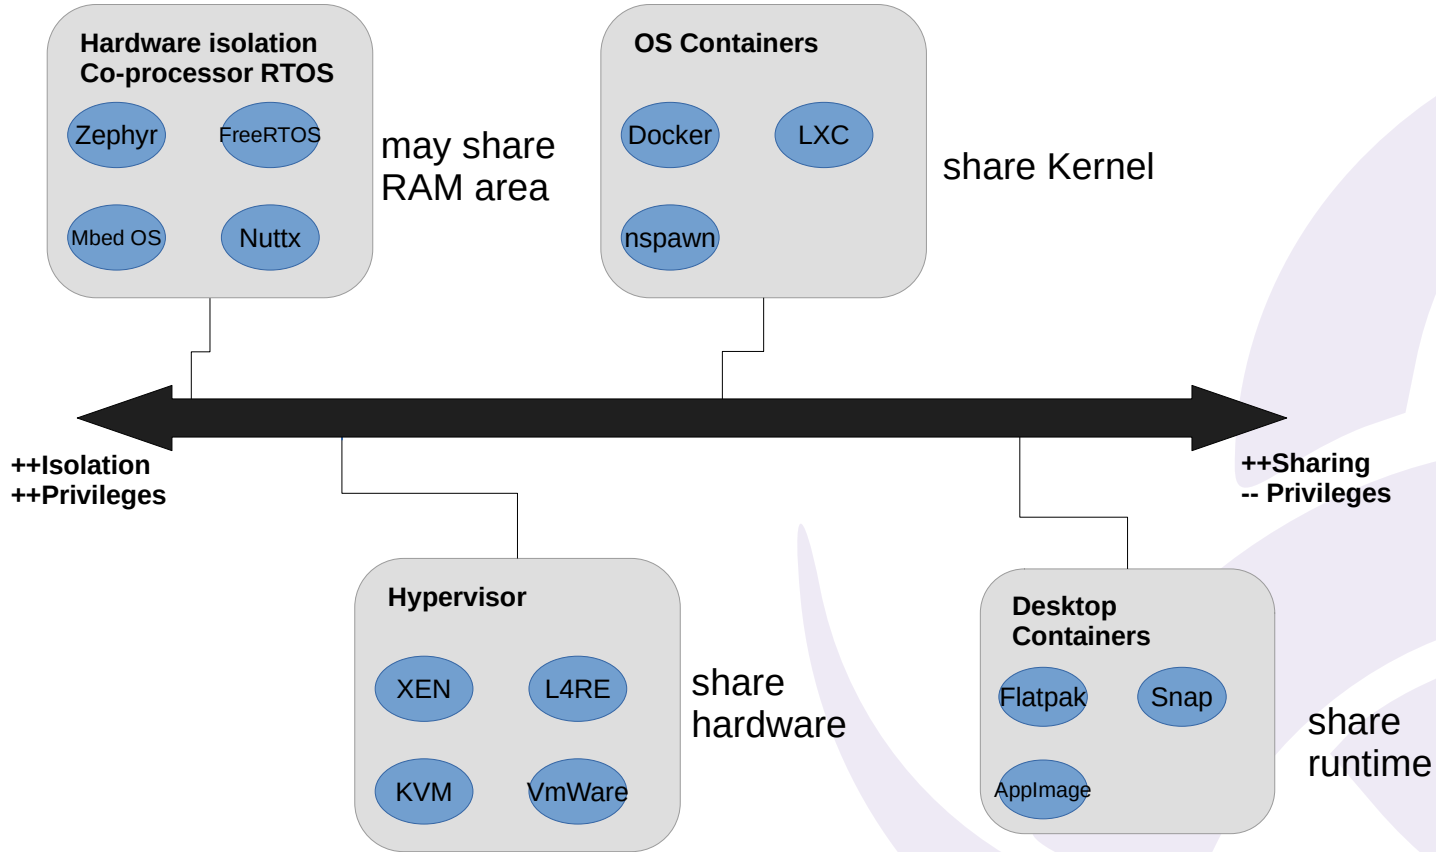 Hardware isolation
Co-processor RTOS
Zephyr
FreeRTOS
Mbed OS
Nuttx
may share
RAM area
OS Containers
Docker
LXC
nspawn
share Kernel
++Isolation
++Privileges
++Sharing
-- Privileges
Hypervisor
XEN
L4RE
KVM
VmWare
share
hardware
Desktop
Containers
Flatpak
Snap
AppImage
share
runtime